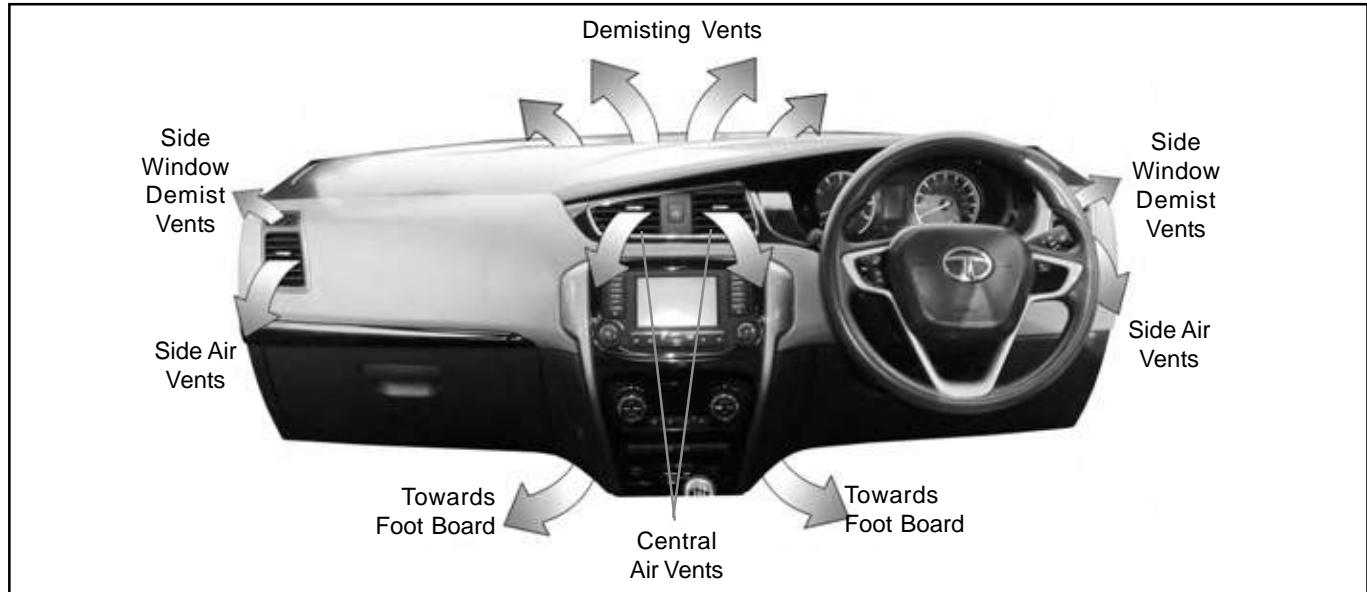 Demisting Vents
Side
Window
Demist
Vents
Side
Window
Demist
Vents
Side Air
Vents
Side Air
Vents
Towards
Foot Board
Towards
Foot Board
Central
Air Vents